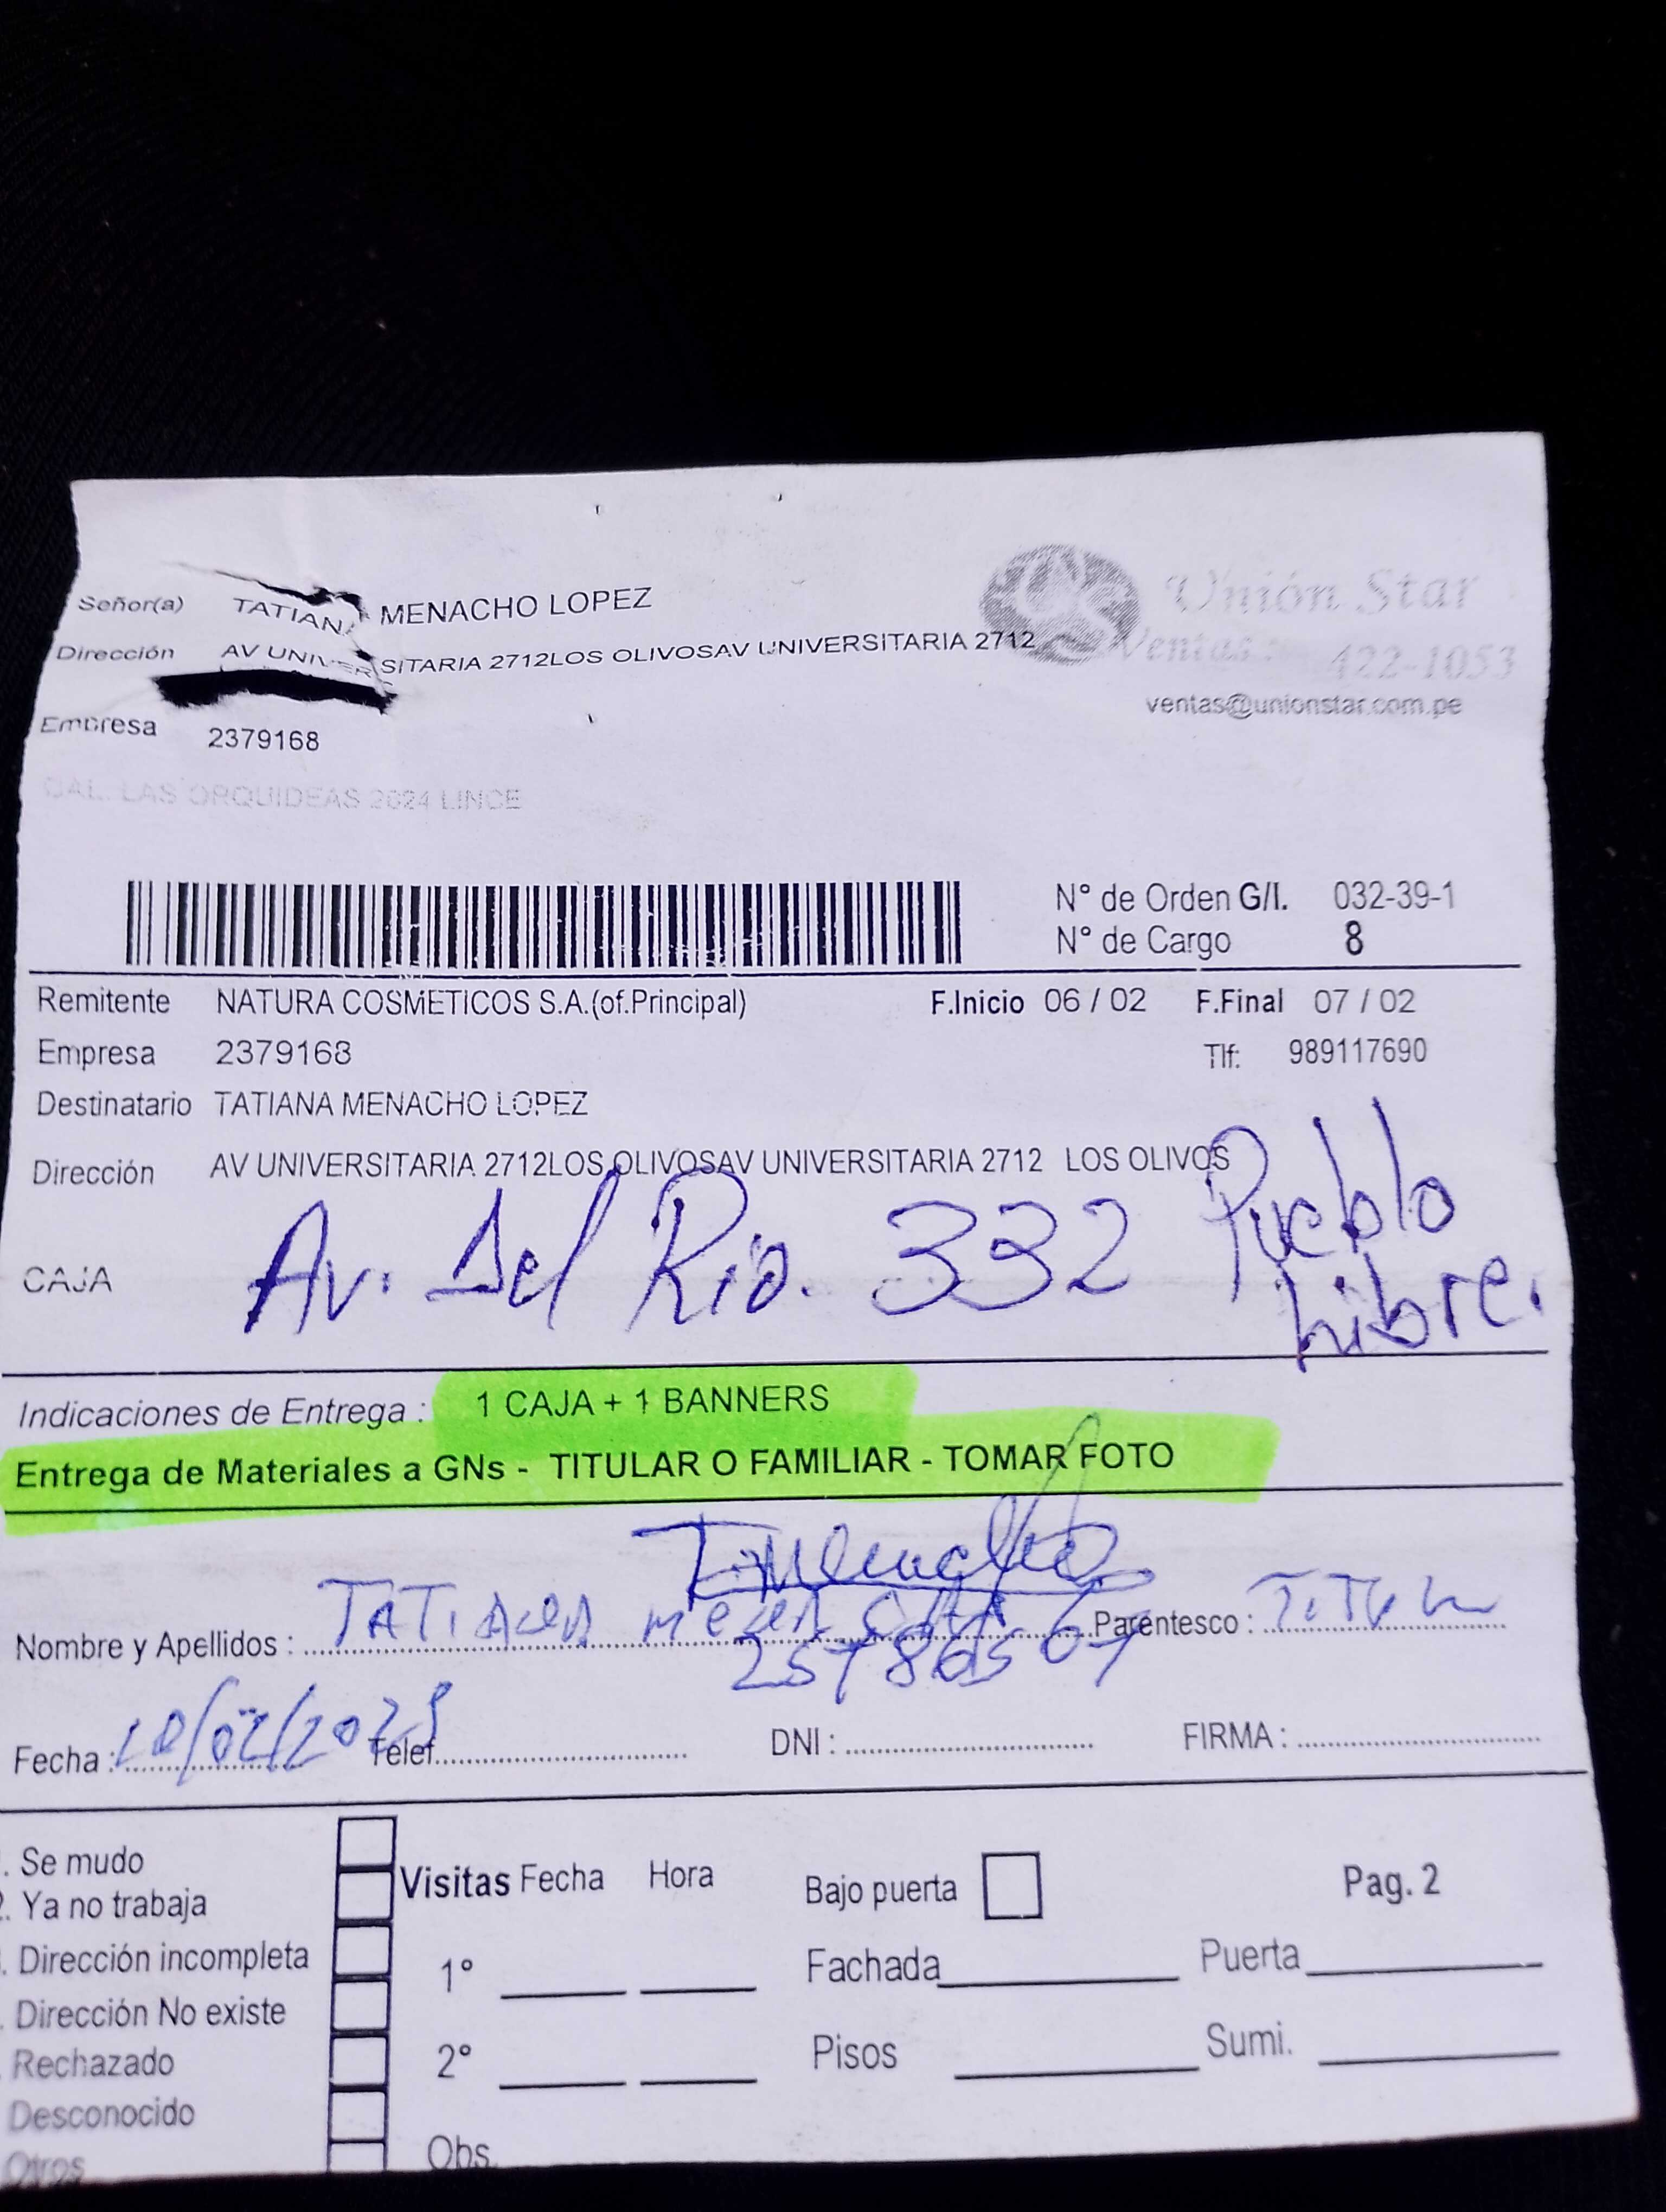 Unión Star
Señor(a) TATIANA MENACHO LOPEZ
Dirección AV UNIVERSITARIA 2712LOS OLIVOSAV UNIVERSITARIA 2712
Ventas: 422-1053
ventas@unionstar.com.pe
Empresa 2379168
CAL. LAS ORQUIDEAS 2624 LINCE
N° de Orden G/I. 032-39-1
N° de Cargo 8
Remitente NATURA COSMETICOS S.A.(of.Principal) F.Inicio 06 / 02 F.Final 07 / 02
Empresa 2379168 Tlf: 989117690
Destinatario TATIANA MENACHO LOPEZ
Dirección AV UNIVERSITARIA 2712LOS OLIVOSAV UNIVERSITARIA 2712 LOS OLIVOS
CAJA Av. Del Rio. 332 Pueblo
Libre.
Indicaciones de Entrega : 1 CAJA + 1 BANNERS
Entrega de Materiales a GNs - TITULAR O FAMILIAR - TOMAR FOTO
T. Menacho
Nombre y Apellidos : TATIANA Parentesco :
Fecha : Telef. DNI : FIRMA :
. Se mudo
. Ya no trabaja
. Dirección incompleta
. Dirección No existe
Rechazado
Desconocido
Otros
Visitas Fecha Hora
1°
2°
Obs.
Bajo puerta Pag. 2
Fachada Puerta
Pisos Sumi.